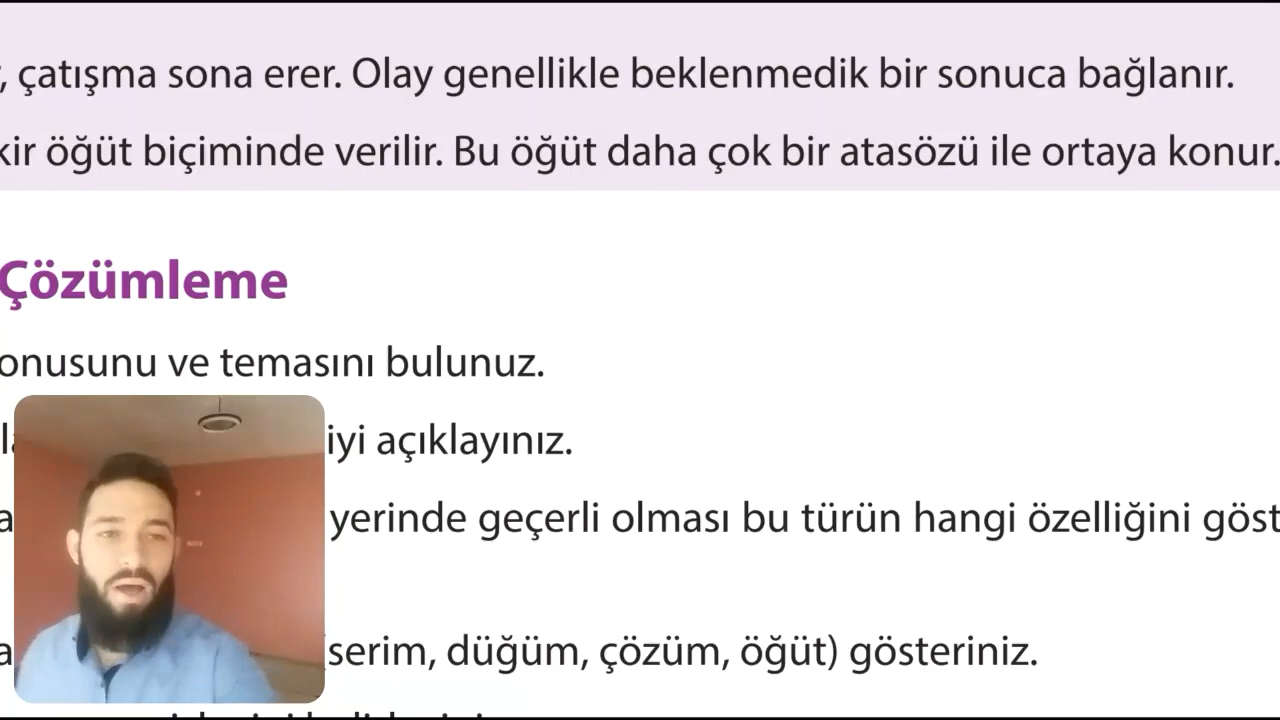 , çatışma sona erer. Olay genellikle beklenmedik bir sonuca bağlanır.
kir öğüt biçiminde verilir. Bu öğüt daha çok bir atasözü ile ortaya konur.
Çözümleme
onusunu ve temasını bulunuz.
iyi açıklayınız.
yerinde geçerli olması bu türün hangi özelliğini göst
(serim, düğüm, çözüm, öğüt) gösteriniz.